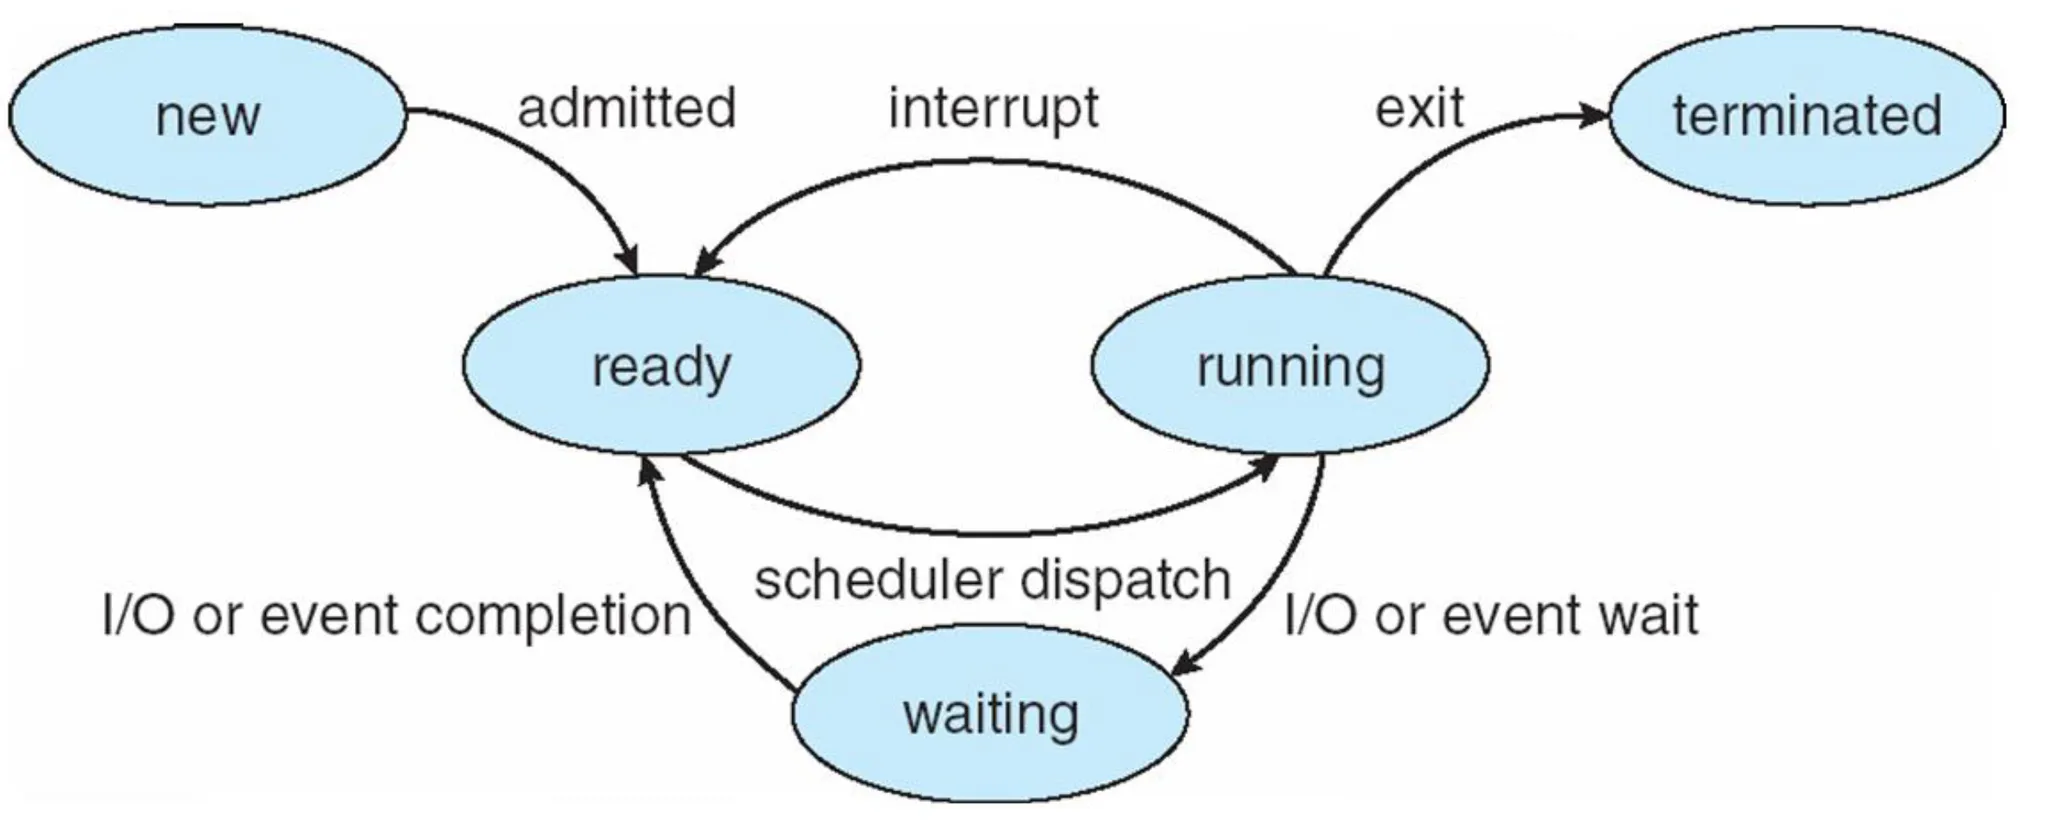 new
admitted
interrupt
exit
terminated
ready
running
scheduler dispatch
I/O or event completion
I/O or event wait
waiting